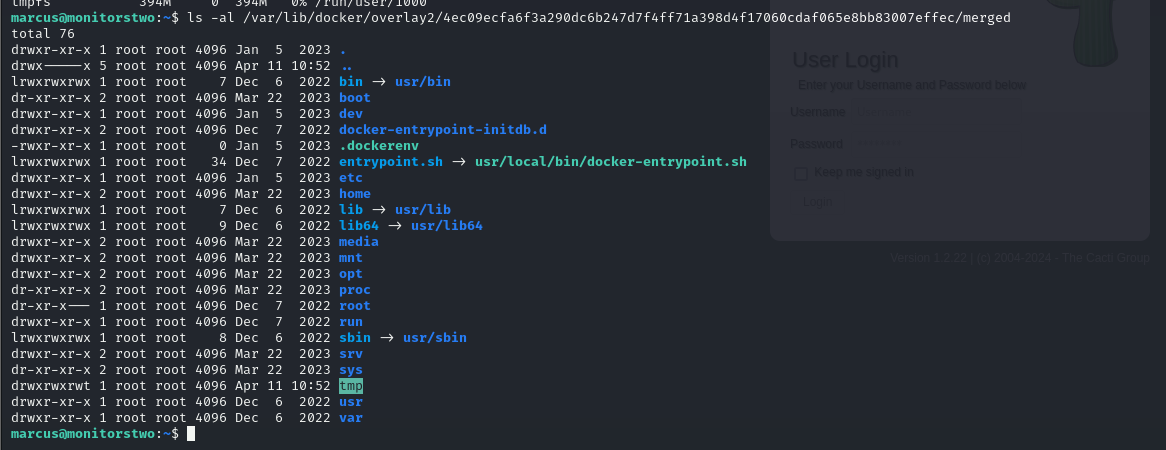 tmpfs 394M 0 394M 0% /run/user/1000
marcus@monitorstwo:~$ ls -al /var/lib/docker/overlay2/4ec09ecfa6f3a290dc6b247d7f4ff71a398d4f17060cdaf065e8bb83007effec/merged
total 76
drwxr-xr-x 1 root root 4096 Jan 5 2023 .
drwx-----x 5 root root 4096 Apr 11 10:52 ..
lrwxrwxrwx 1 root root 7 Dec 6 2022 bin -> usr/bin
dr-xr-xr-x 2 root root 4096 Mar 22 2023 boot
drwxr-xr-x 1 root root 4096 Jan 5 2023 dev
drwxr-xr-x 2 root root 4096 Dec 7 2022 docker-entrypoint-initdb.d
-rwxr-xr-x 1 root root 0 Jan 5 2023 .dockerenv
lrwxrwxrwx 1 root root 34 Dec 7 2022 entrypoint.sh -> usr/local/bin/docker-entrypoint.sh
drwxr-xr-x 1 root root 4096 Jan 5 2023 etc
drwxr-xr-x 2 root root 4096 Mar 22 2023 home
lrwxrwxrwx 1 root root 7 Dec 6 2022 lib -> usr/lib
lrwxrwxrwx 1 root root 9 Dec 6 2022 lib64 -> usr/lib64
drwxr-xr-x 2 root root 4096 Mar 22 2023 media
drwxr-xr-x 2 root root 4096 Mar 22 2023 mnt
drwxr-xr-x 2 root root 4096 Mar 22 2023 opt
dr-xr-xr-x 2 root root 4096 Mar 22 2023 proc
dr-xr-x--- 1 root root 4096 Dec 7 2022 root
drwxr-xr-x 1 root root 4096 Dec 7 2022 run
lrwxrwxrwx 1 root root 8 Dec 6 2022 sbin -> usr/sbin
drwxr-xr-x 2 root root 4096 Mar 22 2023 srv
dr-xr-xr-x 2 root root 4096 Mar 22 2023 sys
drwxrwxrwt 1 root root 4096 Apr 11 10:52 tmp
drwxr-xr-x 1 root root 4096 Dec 6 2022 usr
drwxr-xr-x 1 root root 4096 Dec 6 2022 var
marcus@monitorstwo:~$
User Login
Enter your Username and Password below
Username
Password
Keep me signed in
Login
Version 1.2.22 | (c) 2004-2024 - The Cacti Group